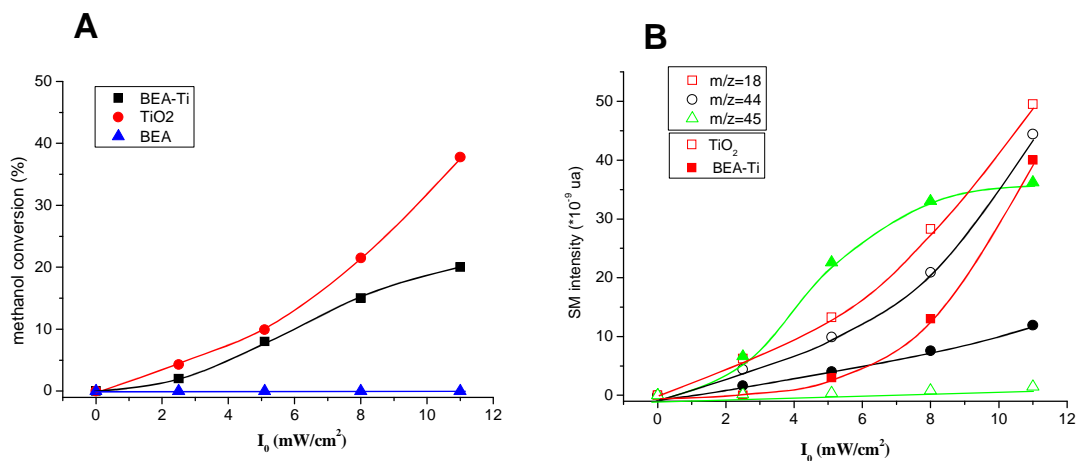 A
50
40
30
20
10
0
methanol conversion (%)
BEA-Ti
TiO2
BEA
0 2 4 6 8 10 12
I₀ (mW/cm²)
B
50
40
30
20
10
0
SM intensity (*10⁻⁹ ua)
m/z=18
m/z=44
m/z=45
TiO₂
BEA-Ti
0 2 4 6 8 10 12
I₀ (mW/cm²)